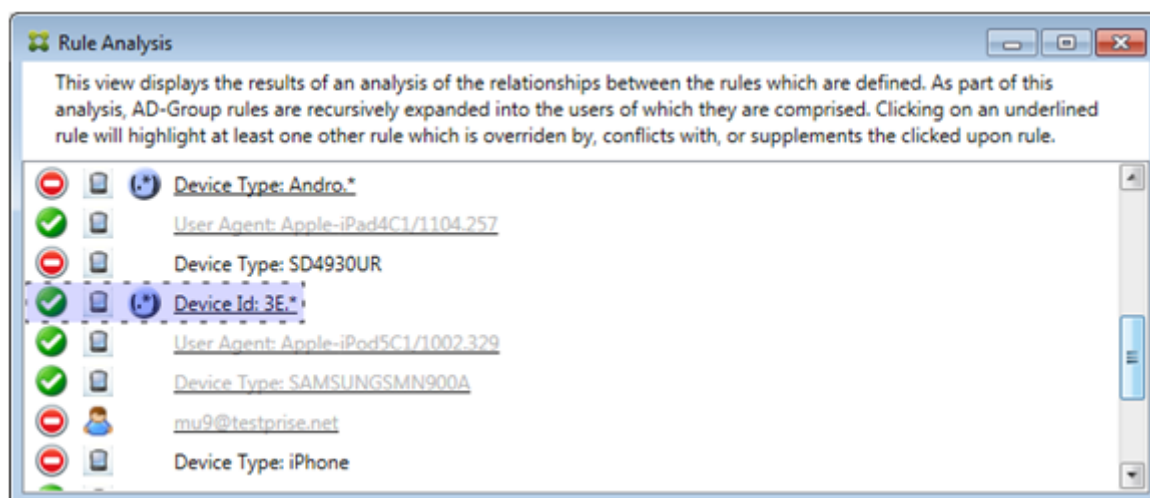 Rule Analysis
This view displays the results of an analysis of the relationships between the rules which are defined. As part of this
analysis, AD-Group rules are recursively expanded into the users of which they are comprised. Clicking on an underlined
rule will highlight at least one other rule which is overriden by, conflicts with, or supplements the clicked upon rule.
(.*) Device Type: Andro.*
User Agent: Apple-iPad4C1/1104.257
Device Type: SD4930UR
(.*) Device Id: 3E.*
User Agent: Apple-iPod5C1/1002.329
Device Type: SAMSUNGSMN900A
mu9@testprise.net
Device Type: iPhone